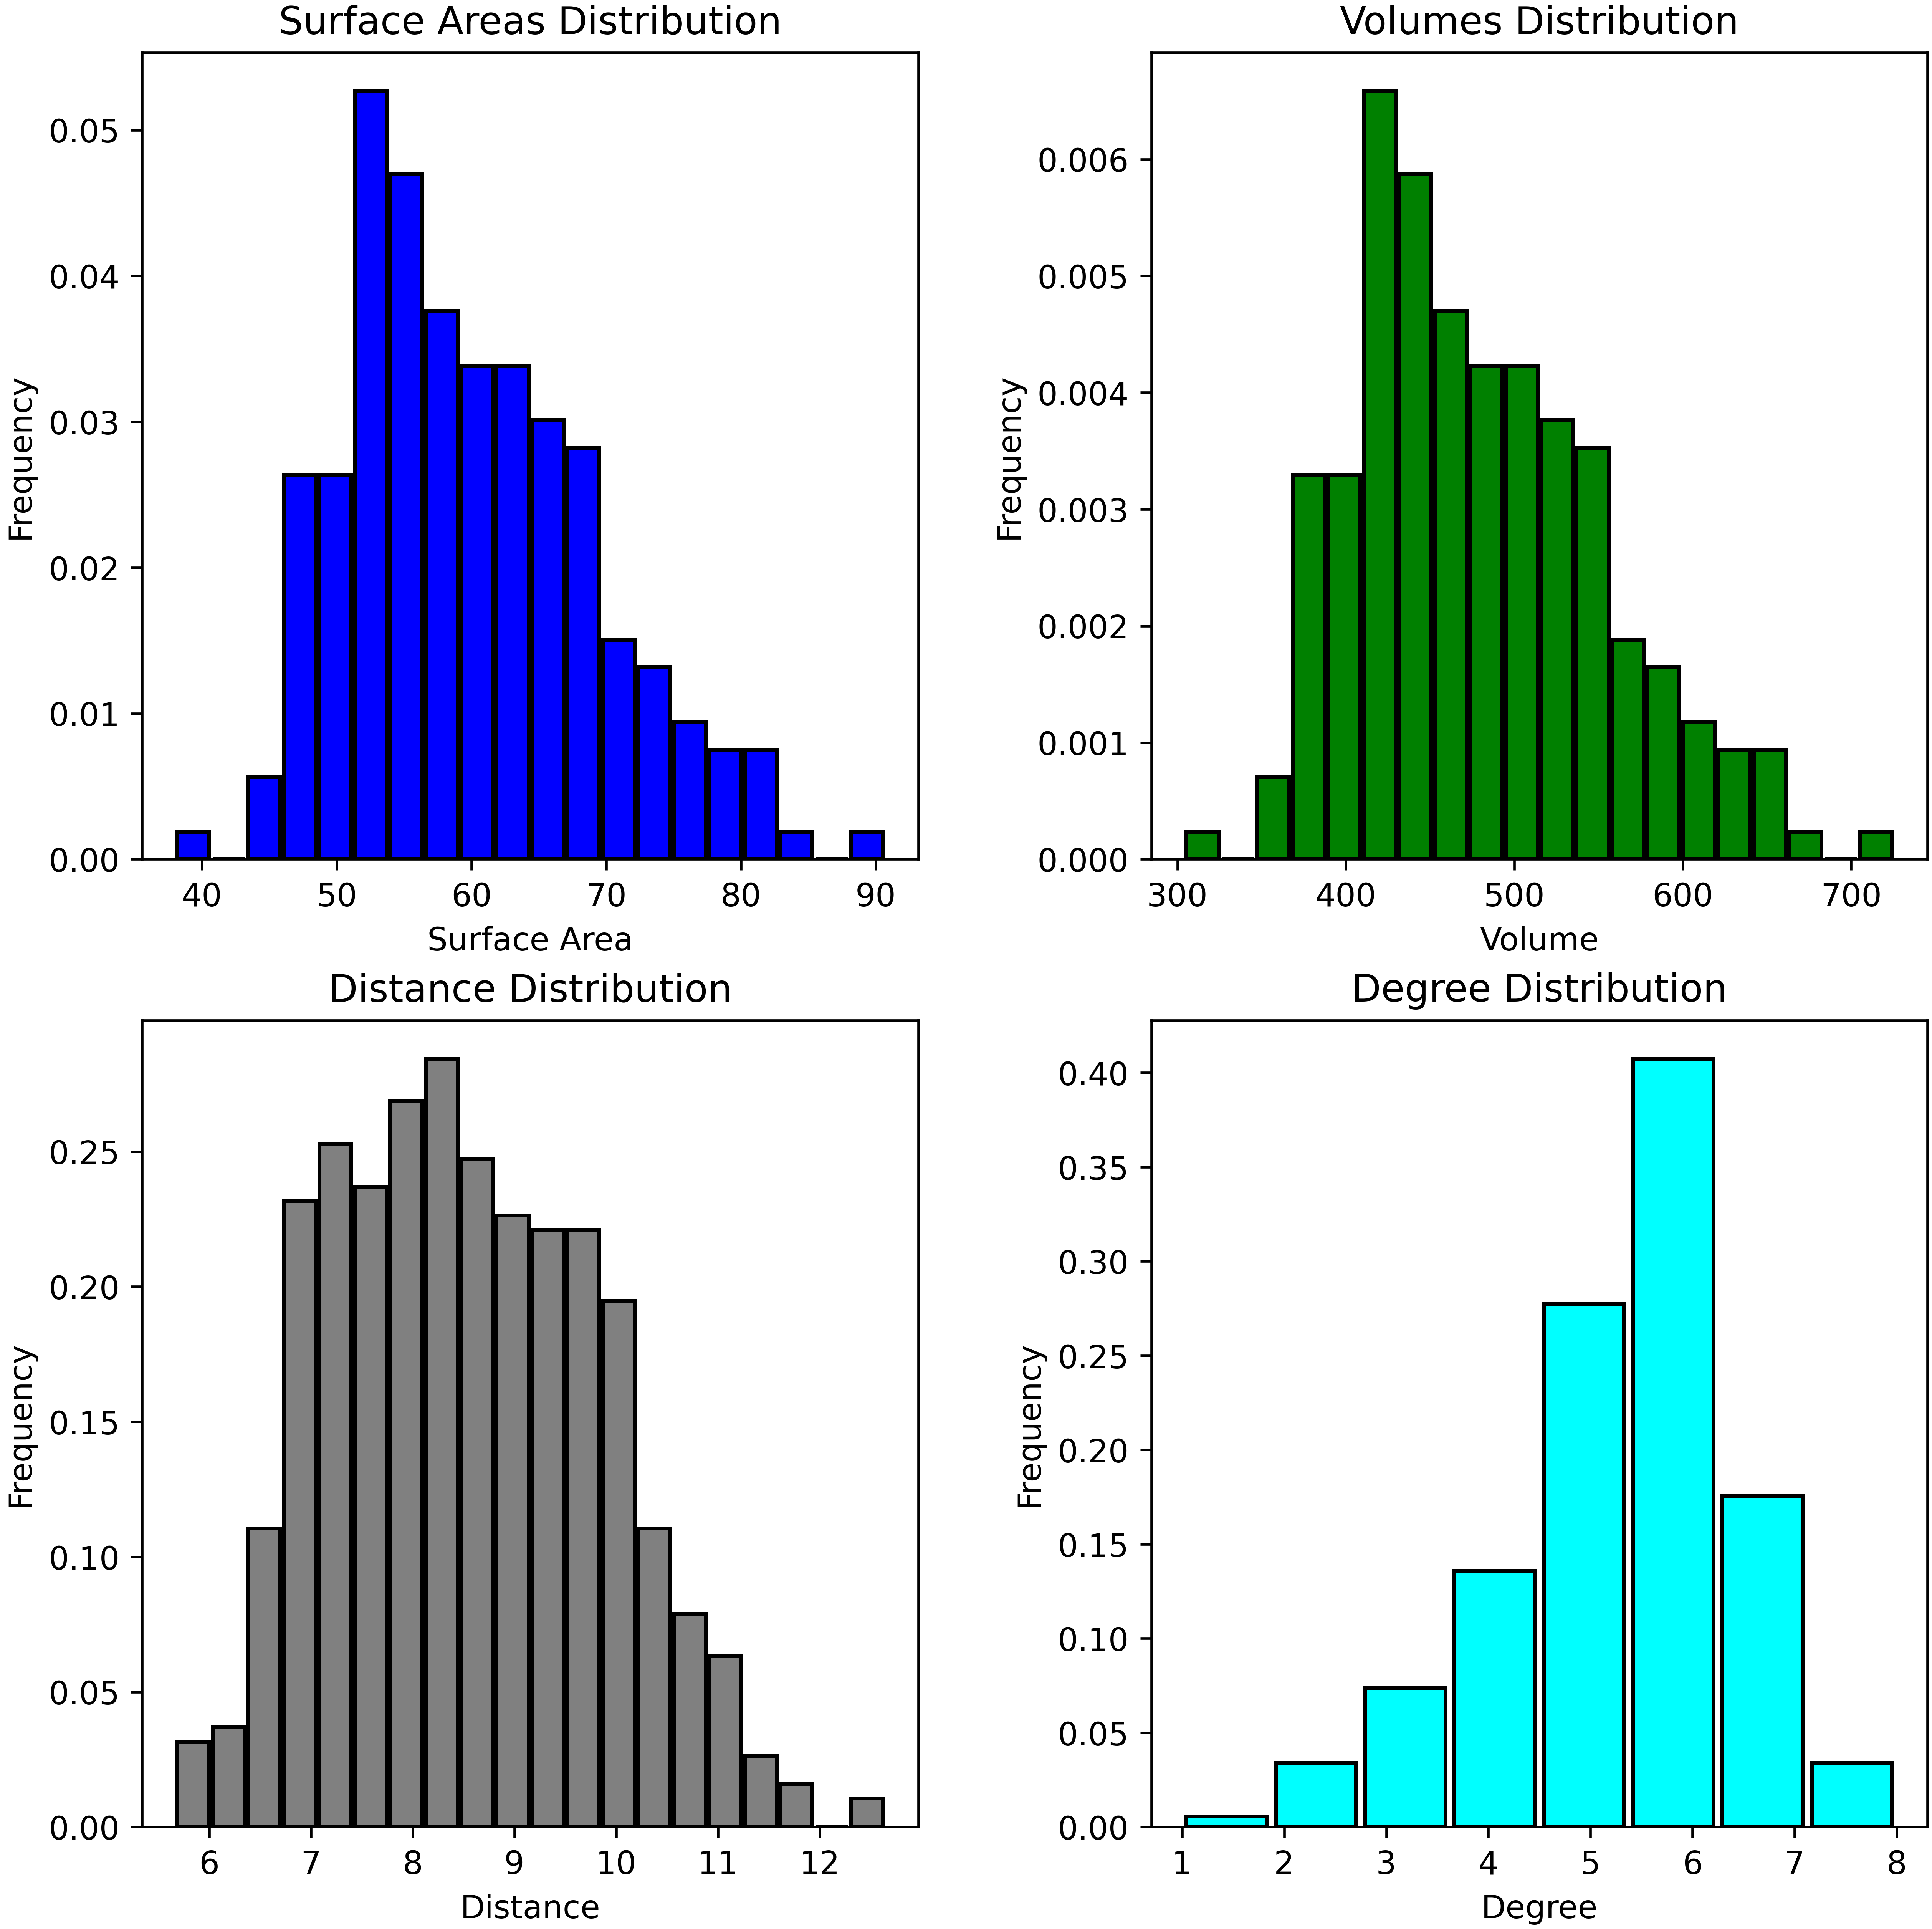 Surface Areas Distribution
Frequency
0.05
0.04
0.03
0.02
0.01
0.00
40 50 60 70 80 90
Surface Area
Volumes Distribution
Frequency
0.006
0.005
0.004
0.003
0.002
0.001
0.000
300 400 500 600 700
Volume
Distance Distribution
Frequency
0.25
0.20
0.15
0.10
0.05
0.00
6 7 8 9 10 11 12
Distance
Degree Distribution
Frequency
0.40
0.35
0.30
0.25
0.20
0.15
0.10
0.05
0.00
1 2 3 4 5 6 7 8
Degree